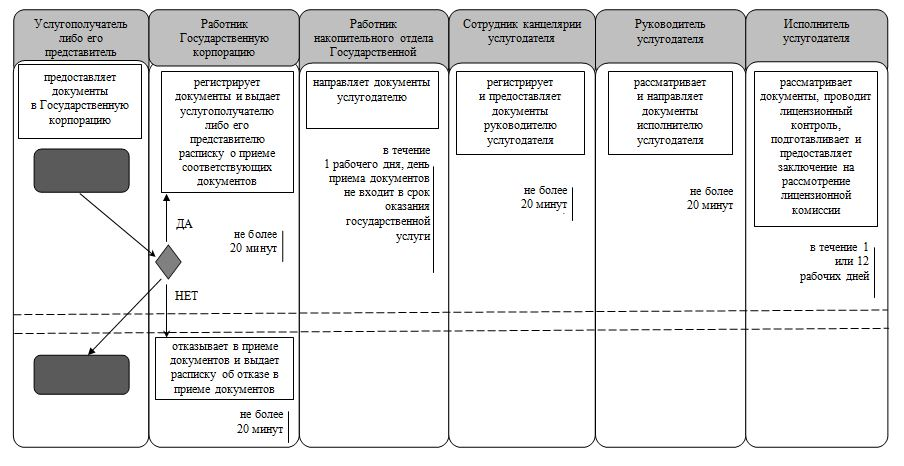 Услугополучатель
либо его
представитель
Работник
Государственную
корпорацию
Работник
накопительного отдела
Государственной
Сотрудник канцелярии
услугодателя
Руководитель
услугодателя
Исполнитель
услугодателя
предоставляет
документы
в Государственную
корпорацию
регистрирует
документы и выдает
услугополучателю
либо его
представителю
расписку о приеме
соответствующих
документов
ДА
не более
20 минут
НЕТ
отказывает в приеме
документов и выдает
расписку об отказе в
приеме документов
не более
20 минут
направляет документы
услугодателю
в течение
1 рабочего дня, день
приема документов
не входит в срок
оказания
государственной
услуги
регистрирует
и предоставляет
документы
руководителю
услугодателя
не более
20 минут
рассматривает
и направляет
документы
исполнителю
услугодателя
не более
20 минут
рассматривает
документы, проводит
лицензионный
контроль,
подготавливает и
предоставляет
заключение на
рассмотрение
лицензионной
комиссии
в течение 1
или 12
рабочих дней